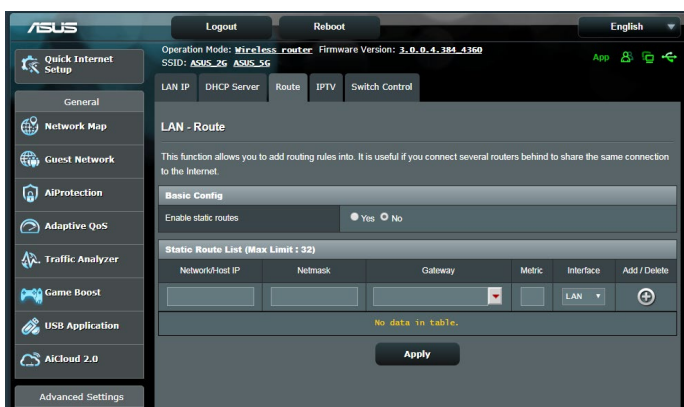 ASUS
Logout
Reboot
English
Quick Internet Setup
Operation Mode: Wireless router Firmware Version: 3.0.0.4.384_4360
SSID: ASUS_2G ASUS_5G
App
LAN IP
DHCP Server
Route
IPTV
Switch Control
General
Network Map
Guest Network
AiProtection
Adaptive QoS
Traffic Analyzer
Game Boost
USB Application
AiCloud 2.0
Advanced Settings
LAN - Route
This function allows you to add routing rules into. It is useful if you connect several routers behind to share the same connection
to the Internet.
Basic Config
Enable static routes
Yes No
Static Route List (Max Limit : 32)
Network/Host IP
Netmask
Gateway
Metric
Interface
Add / Delete
LAN
No data in table.
Apply